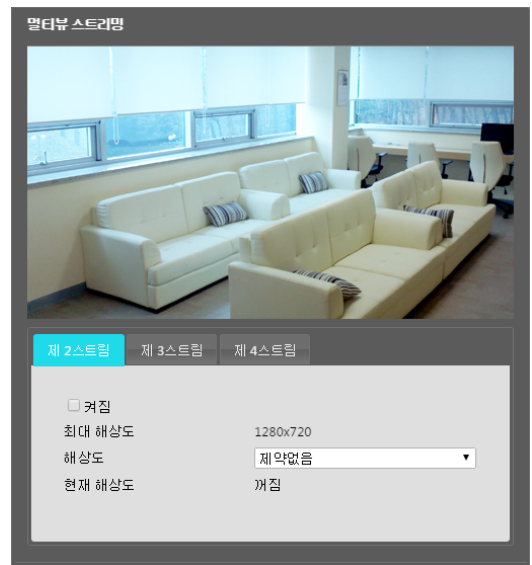 멀티뷰 스트리밍
제 2스트림 제 3스트림 제 4스트림
켜짐
최대 해상도 1280x720
해상도 제약없음
현재 해상도 꺼짐